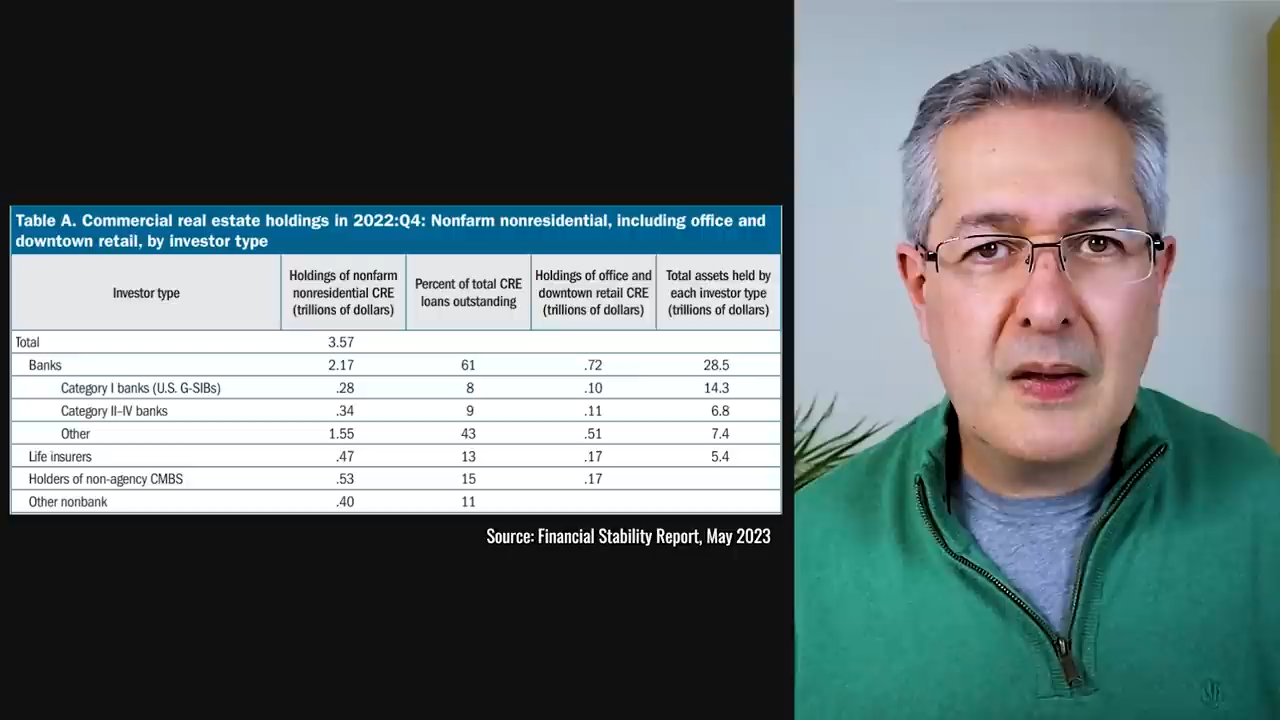 Table A. Commercial real estate holdings in 2022:Q4: Nonfarm nonresidential, including office and
downtown retail, by investor type
Investor type
Holdings of nonfarm
nonresidential CRE
(trillions of dollars)
Percent of total CRE
loans outstanding
Holdings of office and
downtown retail CRE
(trillions of dollars)
Total assets held by
each investor type
(trillions of dollars)
Total 3.57
Banks 2.17 61 .72 28.5
Category I banks (U.S. G-SIBs) .28 8 .10 14.3
Category II–IV banks .34 9 .11 6.8
Other 1.55 43 .51 7.4
Life insurers .47 13 .17 5.4
Holders of non-agency CMBS .53 15 .17
Other nonbank .40 11
Source: Financial Stability Report, May 2023